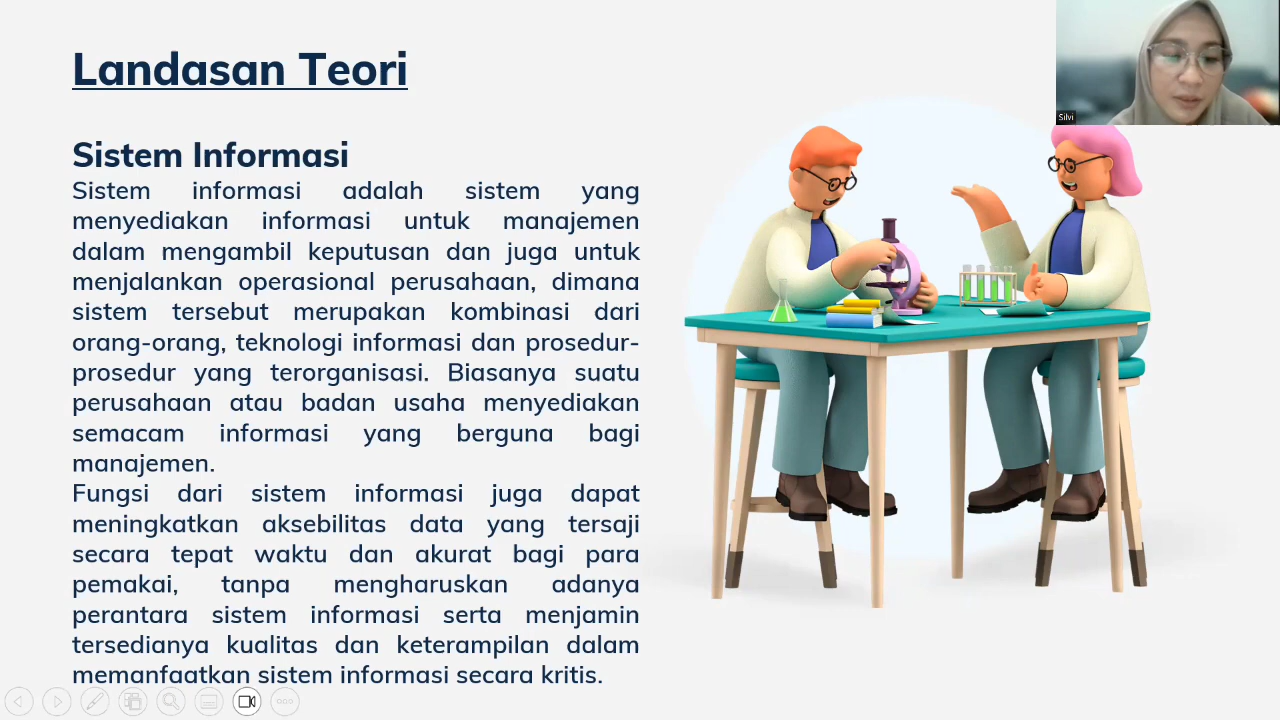 Landasan Teori
Sistem Informasi
Sistem informasi adalah sistem yang
menyediakan informasi untuk manajemen
dalam mengambil keputusan dan juga untuk
menjalankan operasional perusahaan, dimana
sistem tersebut merupakan kombinasi dari
orang-orang, teknologi informasi dan prosedur-
prosedur yang terorganisasi. Biasanya suatu
perusahaan atau badan usaha menyediakan
semacam informasi yang berguna bagi
manajemen.
Fungsi dari sistem informasi juga dapat
meningkatkan aksebilitas data yang tersaji
secara tepat waktu dan akurat bagi para
pemakai, tanpa mengharuskan adanya
perantara sistem informasi serta menjamin
tersedianya kualitas dan keterampilan dalam
memanfaatkan sistem informasi secara kritis.
Silvi